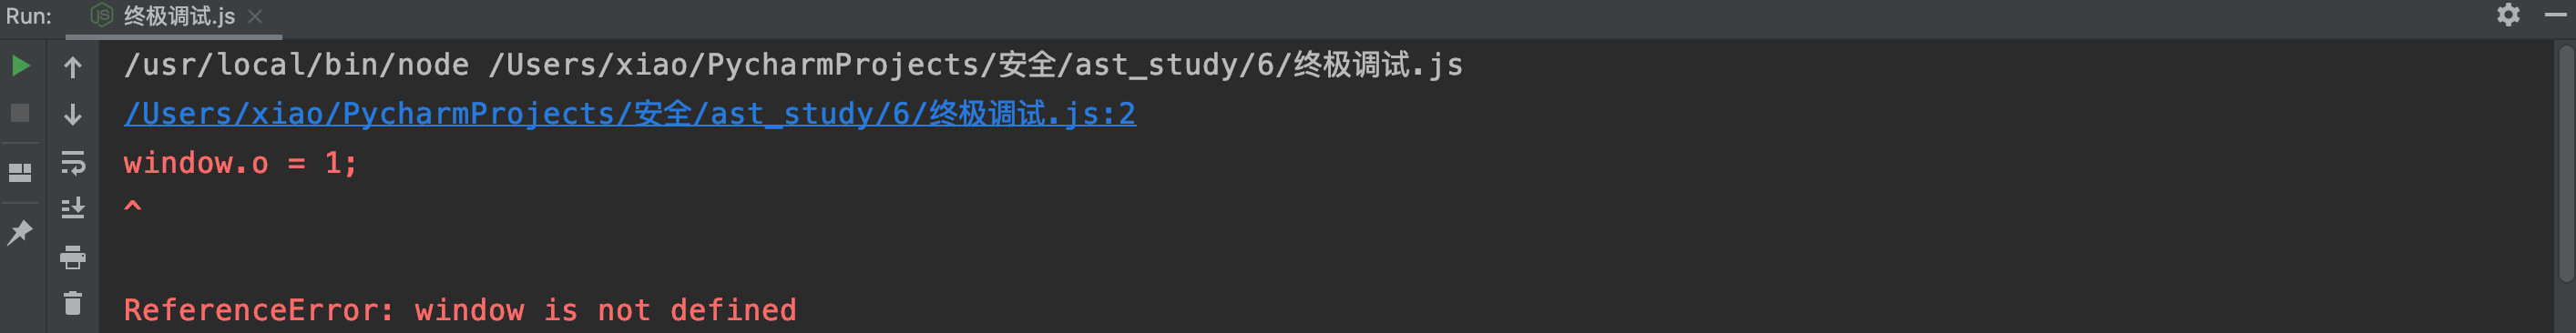 Run: 终极调试.js
/usr/local/bin/node /Users/xiao/PycharmProjects/安全/ast_study/6/终极调试.js
/Users/xiao/PycharmProjects/安全/ast_study/6/终极调试.js:2
window.o = 1;
^
ReferenceError: window is not defined